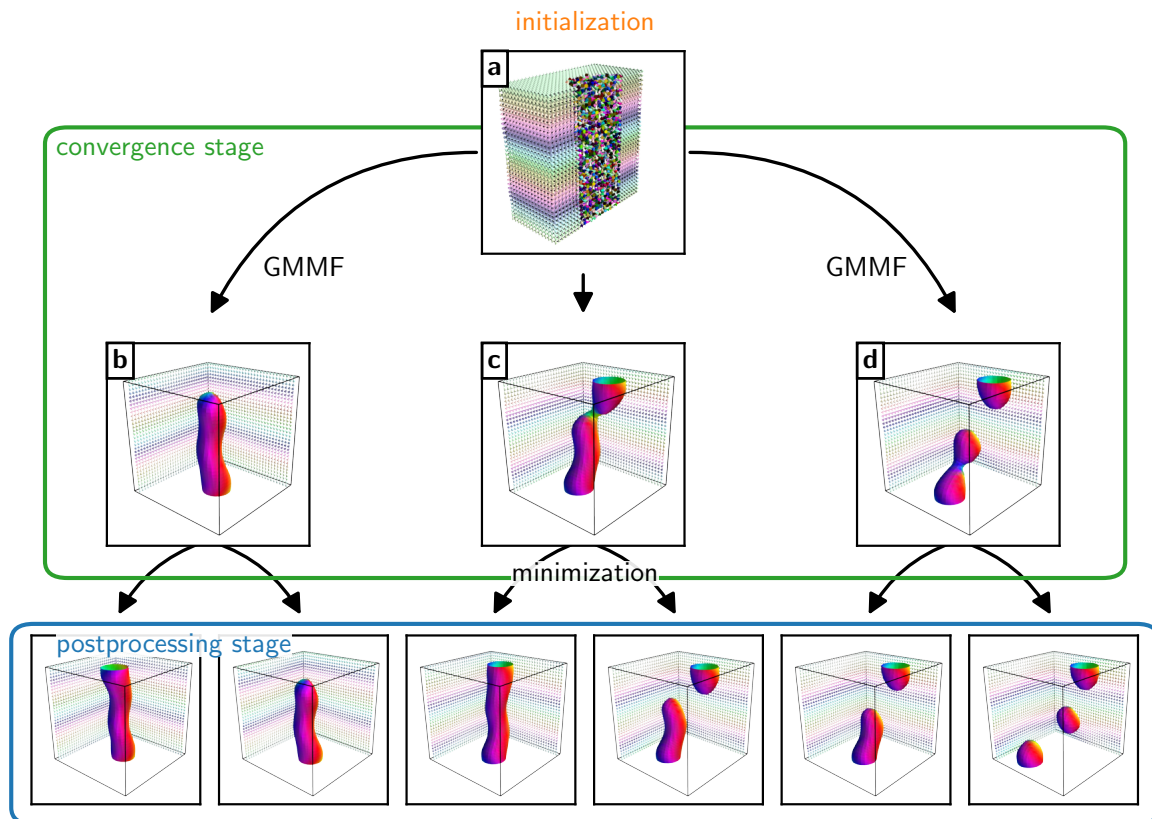 initialization
a
convergence stage
GMMF
GMMF
b
c
d
minimization
postprocessing stage